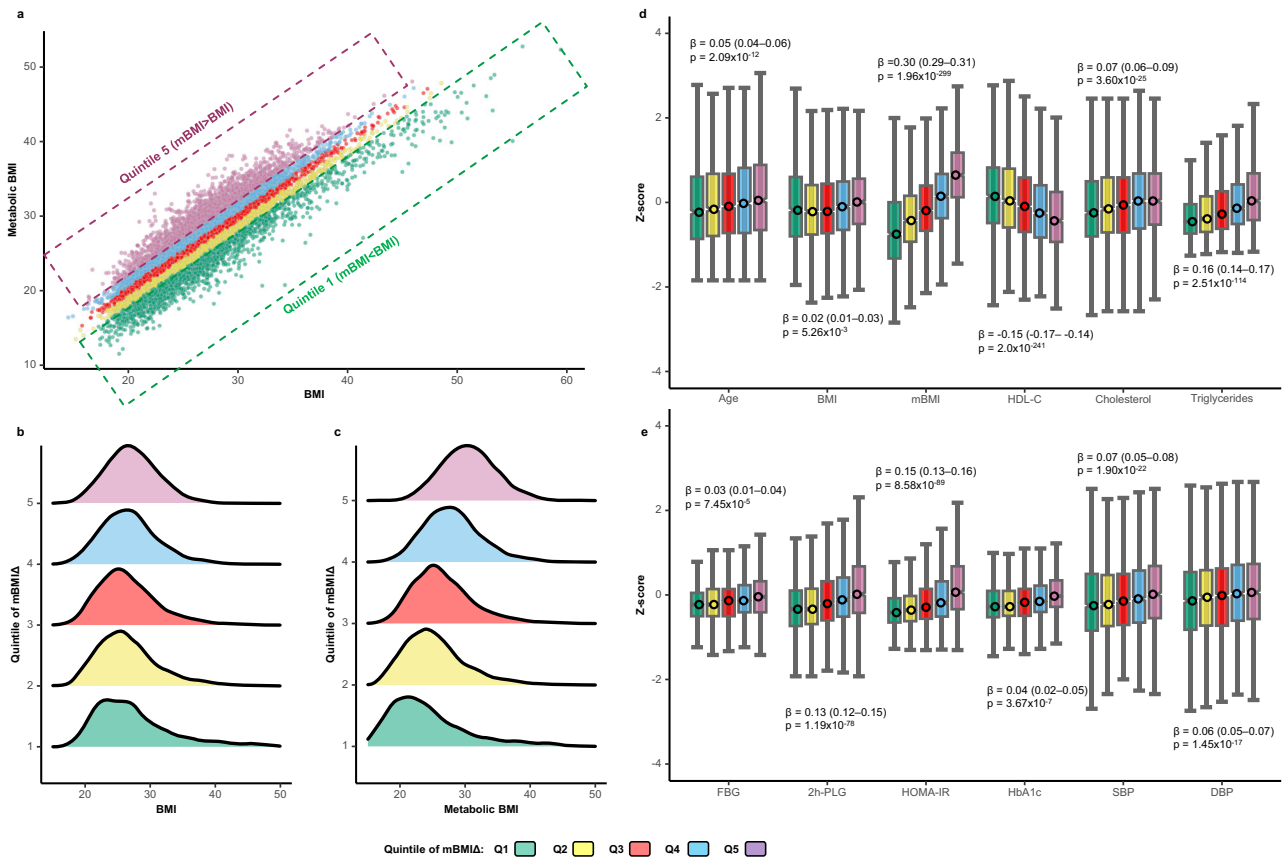 a
Metabolic BMI
50
40
30
20
10
20
30
40
50
60
BMI
Quintile 5 (mBMI>BMI)
Quintile 1 (mBMI<BMI)
b
Quintile of mBMIΔ
5
4
3
2
1
20
30
40
50
BMI
c
Quintile of mBMIΔ
5
4
3
2
1
20
30
40
50
Metabolic BMI
d
Z-score
4
2
0
-2
-4
β = 0.05 (0.04–0.06)
p = 2.09x10-12
β = 0.02 (0.01–0.03)
p = 5.26x10-3
β =0.30 (0.29–0.31)
p = 1.96x10-299
β = -0.15 (-0.17– -0.14)
p = 2.0x10-241
β = 0.07 (0.06–0.09)
p = 3.60x10-25
β = 0.16 (0.14–0.17)
p = 2.51x10-114
Age
BMI
mBMI
HDL-C
Cholesterol
Triglycerides
e
Z-score
4
2
0
-2
-4
β = 0.03 (0.01–0.04)
p = 7.45x10-5
β = 0.13 (0.12–0.15)
p = 1.19x10-78
β = 0.15 (0.13–0.16)
p = 8.58x10-89
β = 0.04 (0.02–0.05)
p = 3.67x10-7
β = 0.07 (0.05–0.08)
p = 1.90x10-22
β = 0.06 (0.05–0.07)
p = 1.45x10-17
FBG
2h-PLG
HOMA-IR
HbA1c
SBP
DBP
Quintile of mBMIΔ: Q1 Q2 Q3 Q4 Q5